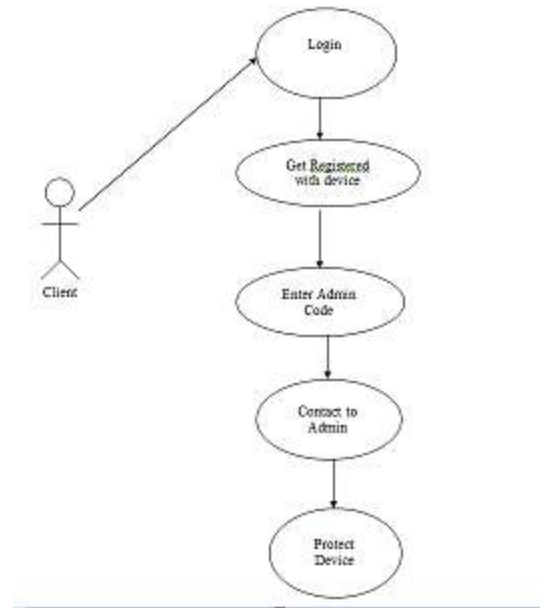 Login
Get Registered
with device
Client
Enter Admin
Code
Contact to
Admin
Protect
Device